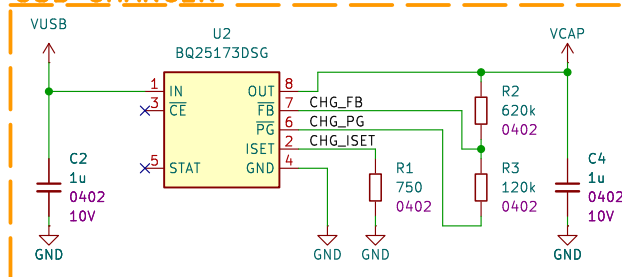 USB CHARGER
VUSB
U2
BQ25173DSG
VCAP
1
IN
OUT
8
3
CE
FB
7
CHG_FB
PG
6
CHG_PG
ISET
2
CHG_ISET
5
STAT
GND
4
R2
620k
0402
C2
1u
0402
10V
R1
750
0402
R3
120k
0402
C4
1u
0402
10V
GND
GND
GND
GND